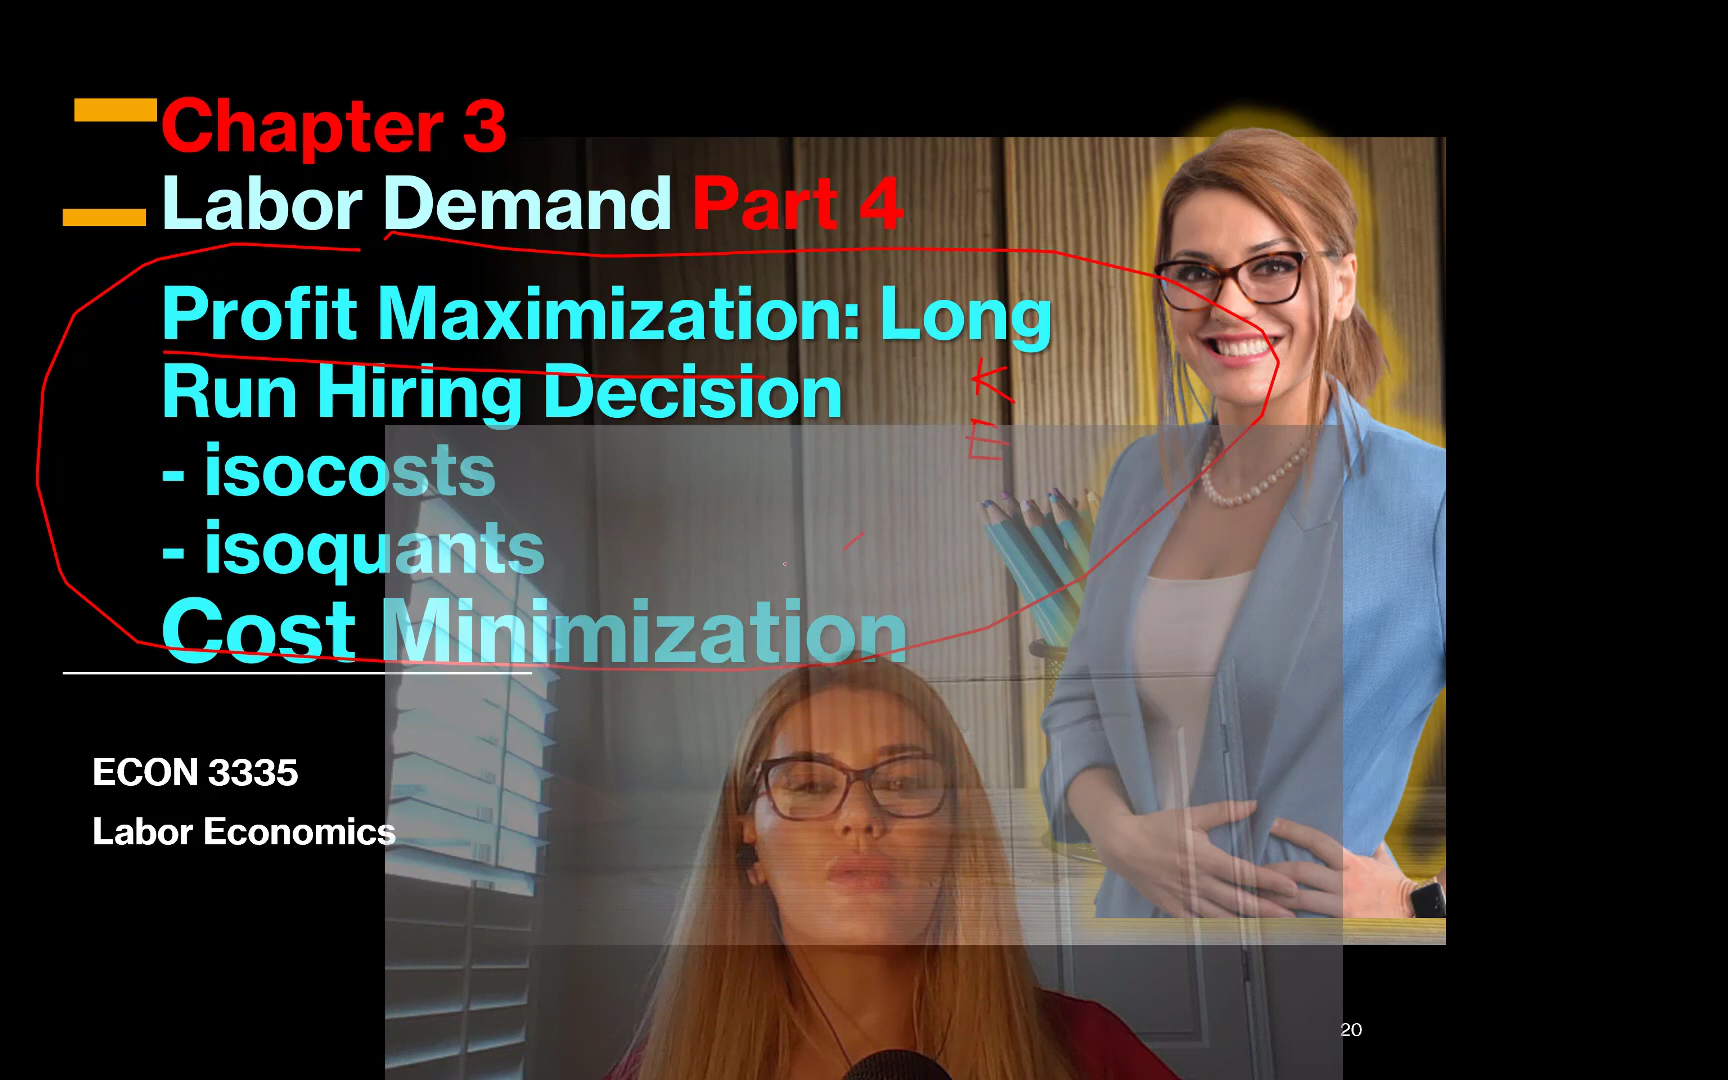 Chapter 3
Labor Demand Part 4
Profit Maximization: Long
Run Hiring Decision
- isocosts
- isoquants
Cost Minimization
K
E
ECON 3335
Labor Economics
20